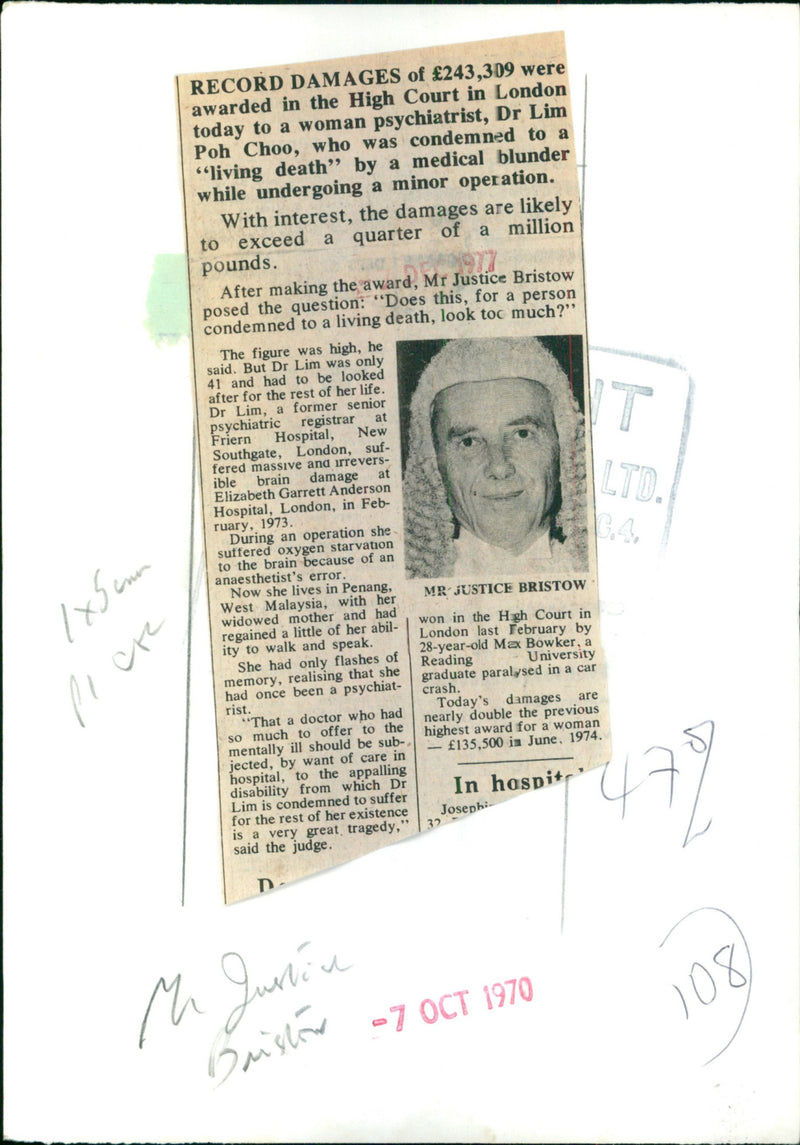 RECORD DAMAGES of £243,309 were
awarded in the High Court in London
today to a woman psychiatrist, Dr Lim
Poh Choo, who was condemned to a
“living death” by a medical blunder
while undergoing a minor operation.
With interest, the damages are likely
to exceed a quarter of a million
pounds.
DEC 1977
After making the award, Mr Justice Bristow
posed the question: “Does this, for a person
condemned to a living death, look too much?”
The figure was high, he
said. But Dr Lim was only
41 and had to be looked
after for the rest of her life.
Dr Lim, a former senior
psychiatric registrar at
Friern Hospital, New
Southgate, London, suf-
fered massive and irrevers-
ible brain damage at
Elizabeth Garrett Anderson
Hospital, London, in Feb-
ruary, 1973.
During an operation she
suffered oxygen starvation
to the brain because of an
anaesthetist’s error.
Now she lives in Penang,
West Malaysia, with her
widowed mother and had
regained a little of her abil-
ity to walk and speak.
She had only flashes of
memory, realising that she
had once been a psychiat-
rist.
“That a doctor who had
so much to offer to the
mentally ill should be sub-
jected, by want of care in
hospital, to the appalling
disability from which Dr
Lim is condemned to suffer
for the rest of her existence
is a very great tragedy,”
said the judge.
MR JUSTICE BRISTOW
won in the High Court in
London last February by
28-year-old Max Bowker, a
Reading University
graduate paralysed in a car
crash.
Today’s damages are
nearly double the previous
highest award for a woman
— £135,500 in June, 1974.
In hospital
LTD.
1x5cm
47%
Mr Justice
Bristow
-7 OCT 1970
108